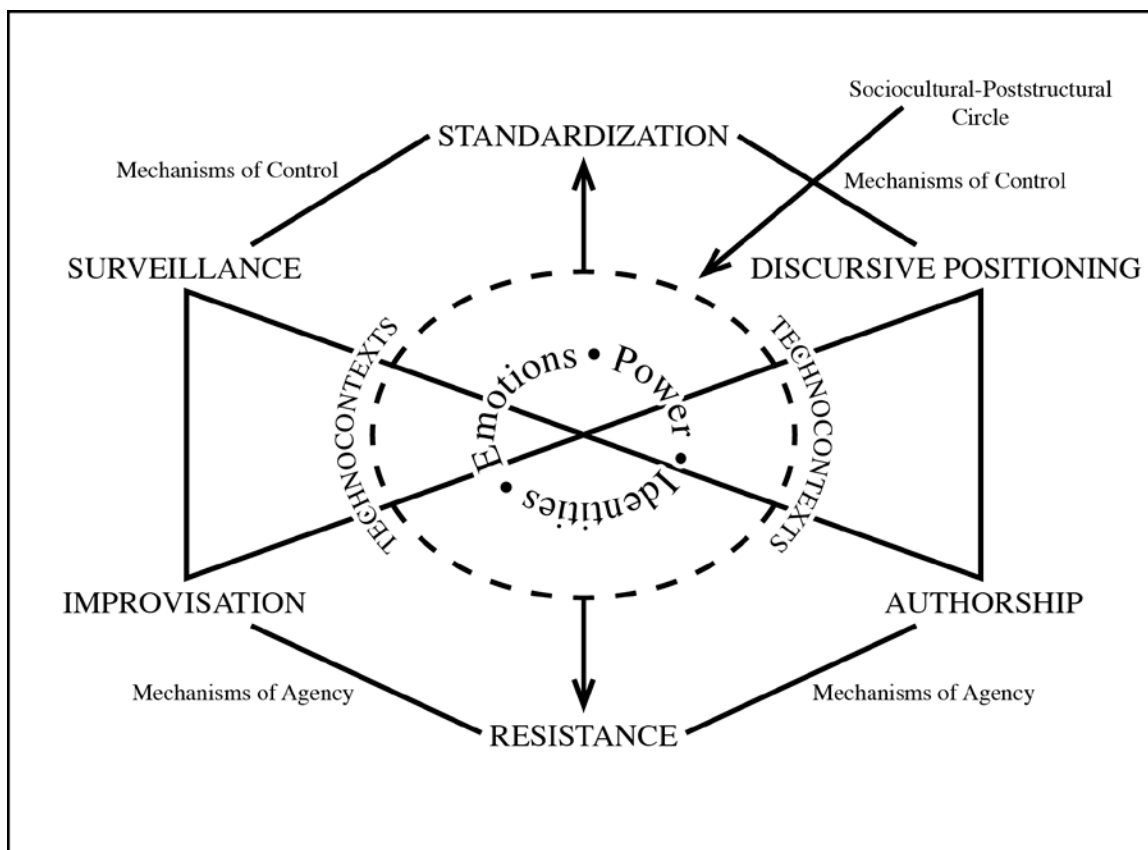 Sociocultural-Poststructural
Circle
STANDARDIZATION
Mechanisms of Control
Mechanisms of Control
SURVEILLANCE
DISCURSIVE POSITIONING
TECHNOCONTEXTS
Emotions • Power • Identities •
TECHNOCONTEXTS
IMPROVISATION
AUTHORSHIP
Mechanisms of Agency
Mechanisms of Agency
RESISTANCE